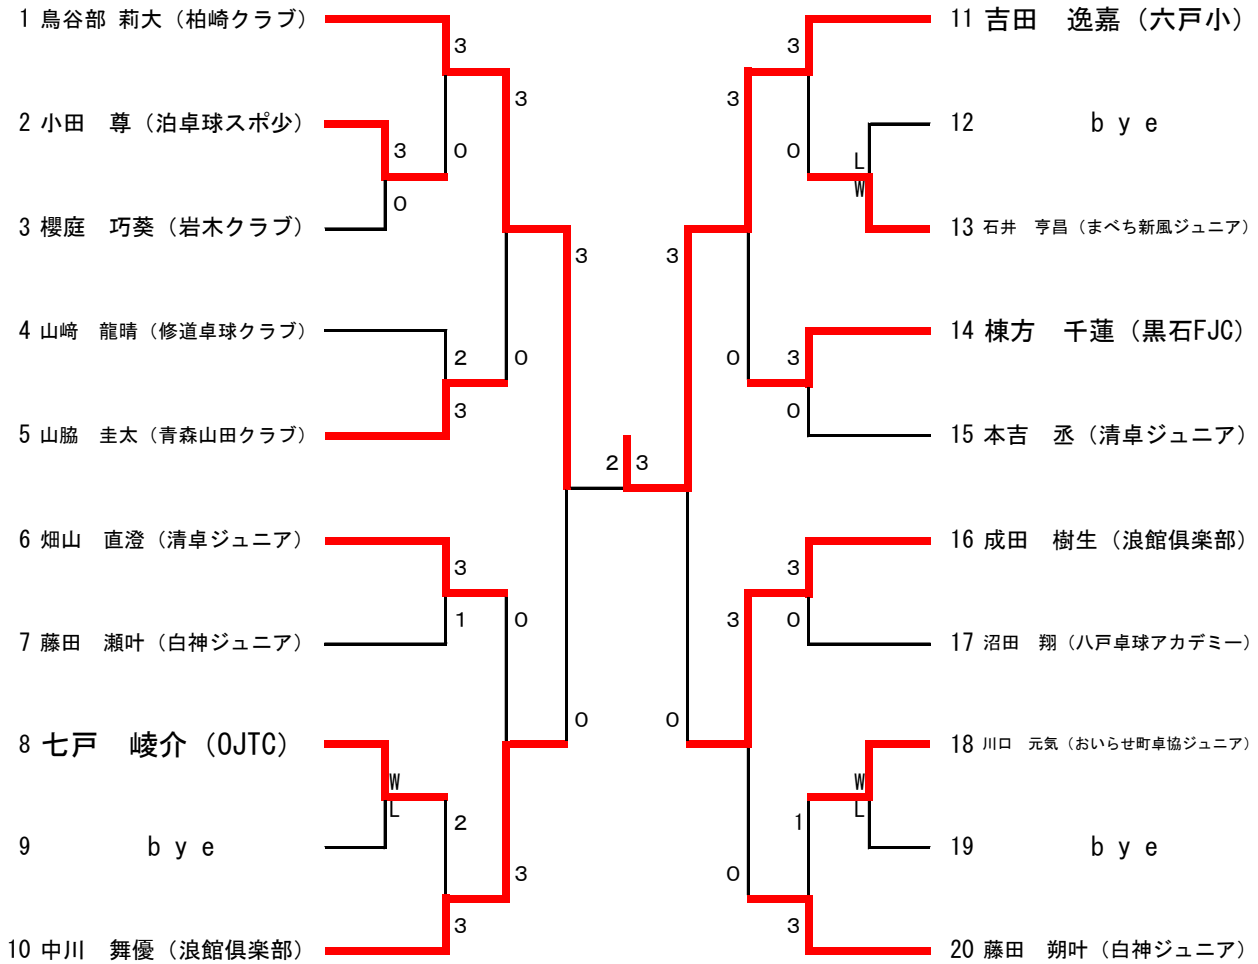 1 鳥谷部 莉大（柏崎クラブ）
2 小田　尊（泊卓球スポ少）
3 櫻庭　巧葵（岩木クラブ）
4 山﨑　龍晴（修道卓球クラブ）
5 山脇　圭太（青森山田クラブ）
6 畑山　直澄（清卓ジュニア）
7 藤田　瀬叶（白神ジュニア）
8 七戸　崚介（OJTC）
9 bye
10 中川　舞優（浪館倶楽部）
3
3
0
3
0
3
2
0
3
3
1
0
0
W
L
2
3
3
2 3
11 吉田　逸嘉（六戸小）
12 bye
13 石井　亨昌（まべち新風ジュニア）
14 棟方　千蓮（黒石FJC）
15 本吉　丞（清卓ジュニア）
16 成田　樹生（浪館倶楽部）
17 沼田　翔（八戸卓球アカデミー）
18 川口　元気（おいらせ町卓協ジュニア）
19 bye
20 藤田　朔叶（白神ジュニア）
3
3
0
L
W
3
0
3
0
3
3
0
0
W
L
1
0
3